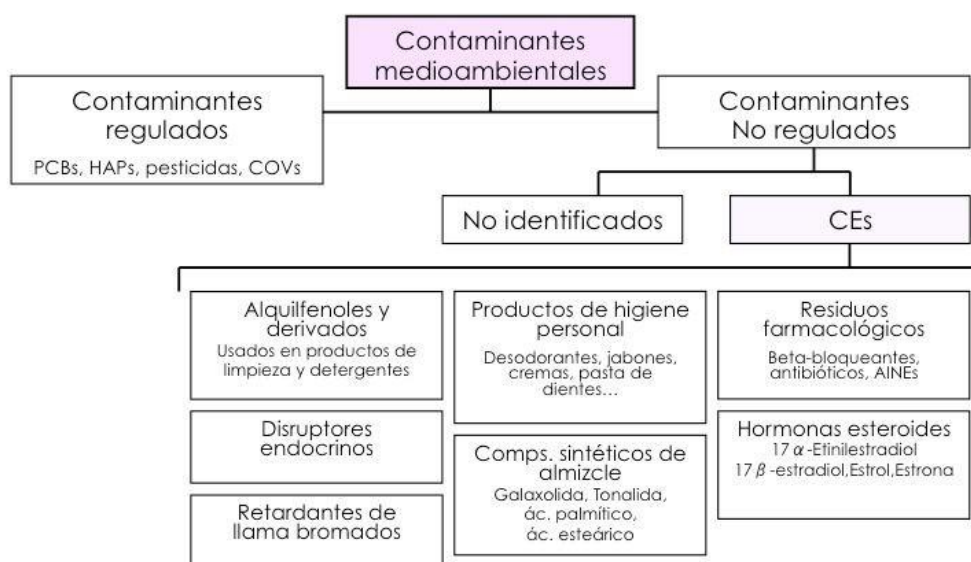 Contaminantes
medioambientales
Contaminantes
regulados
PCBs, HAPs, pesticidas, COVs
Contaminantes
No regulados
No identificados
CEs
Alquilfenoles y
derivados
Usados en productos de
limpieza y detergentes
Productos de higiene
personal
Desodorantes, jabones,
cremas, pasta de
dientes...
Residuos
farmacológicos
Beta-bloqueantes,
antibióticos, AINEs
Disruptores
endocrinos
Comps. sintéticos de
almizcle
Galaxolida, Tonalida,
ác. palmítico,
ác. esteárico
Hormonas esteroides
17 α-Etinilestradiol
17 β-estradiol,Estrol,Estrona
Retardantes de
llama bromados